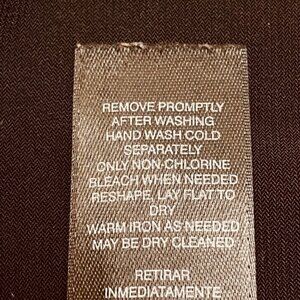 REMOVE PROMPTLY
AFTER WASHING
HAND WASH COLD
SEPARATELY
ONLY NON-CHLORINE
BLEACH WHEN NEEDED
RESHAPE, LAY FLAT TO
DRY
WARM IRON AS NEEDED
MAY BE DRY CLEANED
RETIRAR
INMEDIATAMENTE